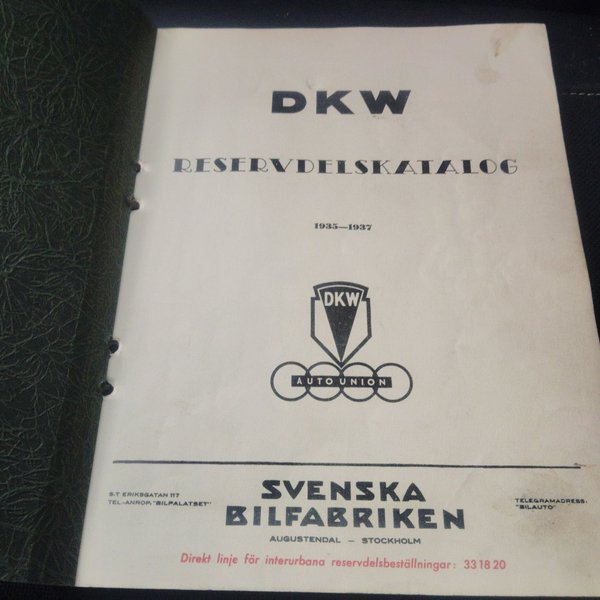 DKW
RESERVDELSKATALOG
1935—1937
DKW
AUTO UNION
S:T ERIKSGATAN 117
TEL.-ANROP. "BILPALATSET"
SVENSKA
BILFABRIKEN
AUGUSTENDAL — STOCKHOLM
TELEGRAMADRESS:
"BILAUTO"
Direkt linje för interurbana reservdelsbeställningar: 33 18 20